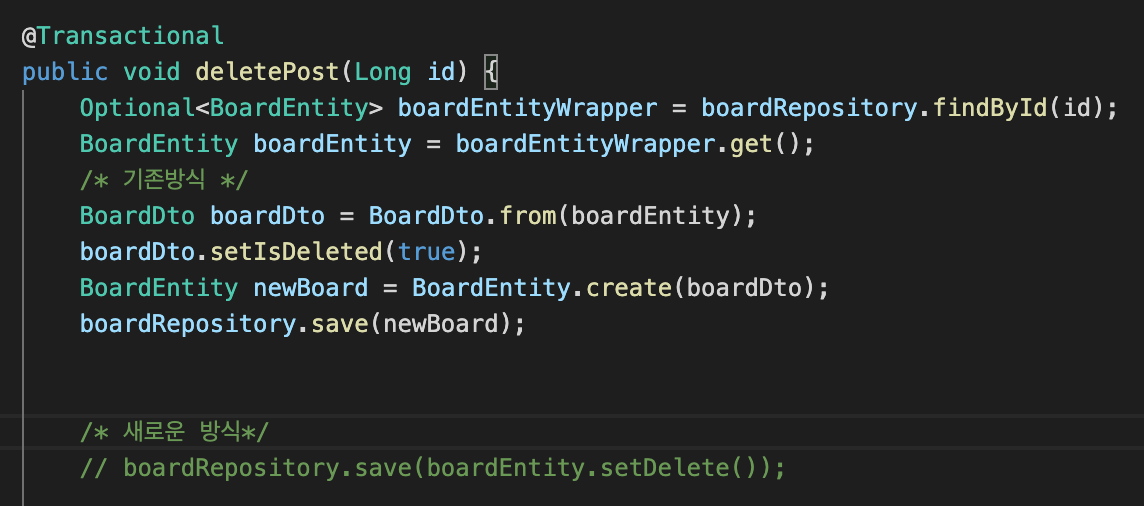 @Transactional
public void deletePost(Long id) {
Optional<BoardEntity> boardEntityWrapper = boardRepository.findById(id);
BoardEntity boardEntity = boardEntityWrapper.get();
/* 기존방식 */
BoardDto boardDto = BoardDto.from(boardEntity);
boardDto.setIsDeleted(true);
BoardEntity newBoard = BoardEntity.create(boardDto);
boardRepository.save(newBoard);
/* 새로운 방식*/
// boardRepository.save(boardEntity.setDelete());